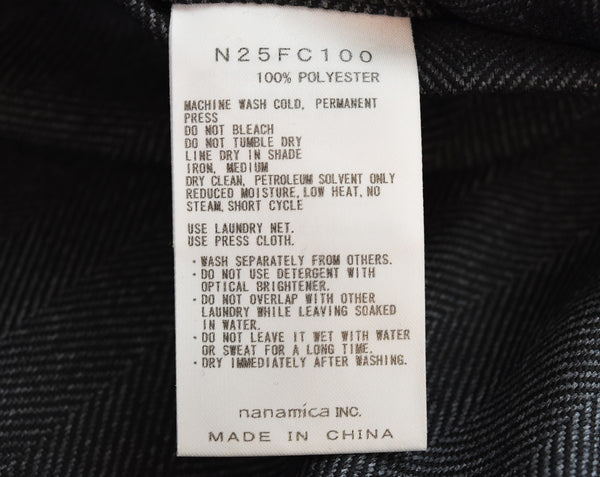 N25FC100
100% POLYESTER
MACHINE WASH COLD, PERMANENT
PRESS
DO NOT BLEACH
DO NOT TUMBLE DRY
LINE DRY IN SHADE
IRON, MEDIUM
DRY CLEAN, PETROLEUM SOLVENT ONLY
REDUCED MOISTURE, LOW HEAT, NO
STEAM, SHORT CYCLE
USE LAUNDRY NET.
USE PRESS CLOTH.
・WASH SEPARATELY FROM OTHERS.
・DO NOT USE DETERGENT WITH
OPTICAL BRIGHTENER.
・DO NOT OVERLAP WITH OTHER
LAUNDRY WHILE LEAVING SOAKED
IN WATER.
・DO NOT LEAVE IT WET WITH WATER
OR SWEAT FOR A LONG TIME.
・DRY IMMEDIATELY AFTER WASHING.
nanamica INC.
MADE IN CHINA